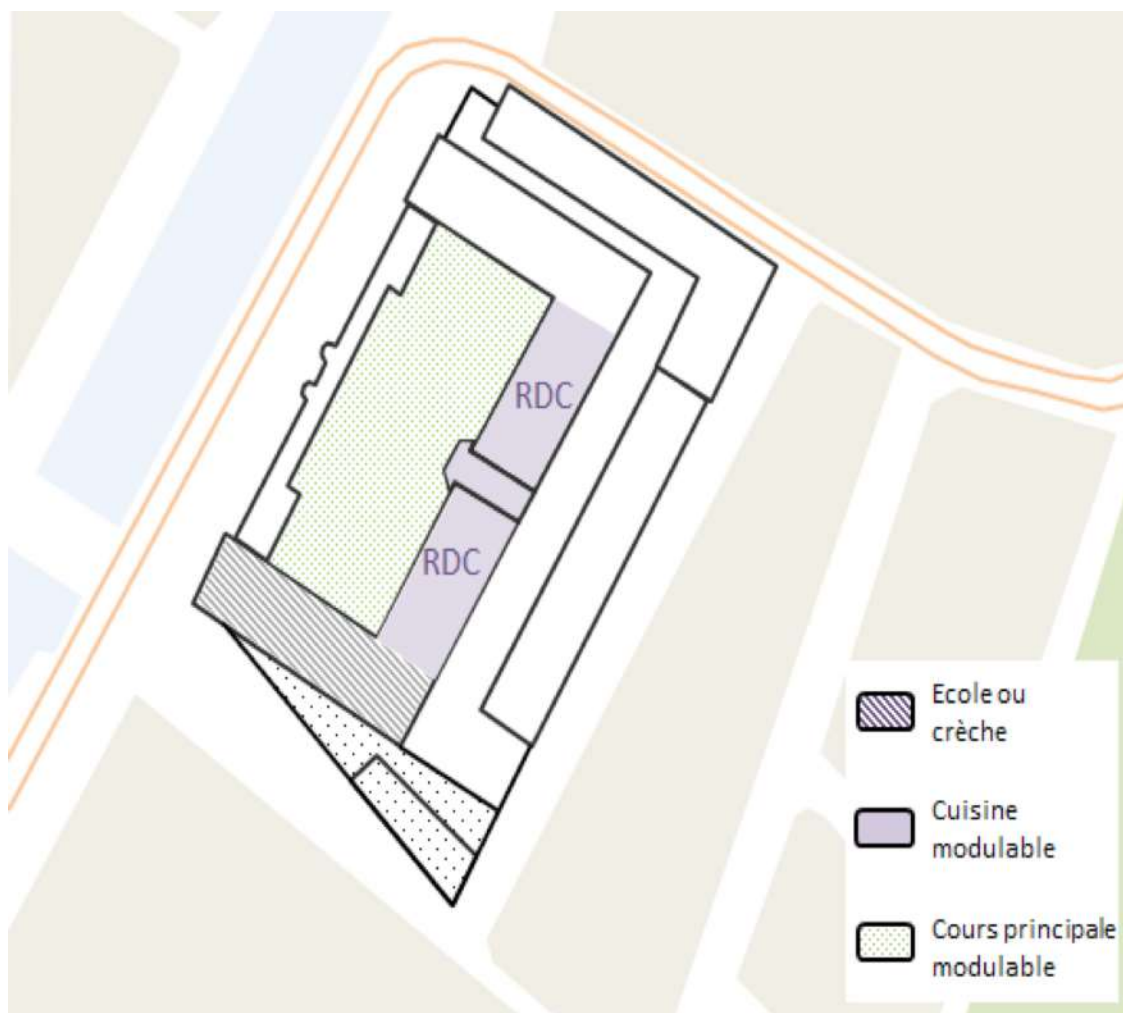 RDC
RDC
Ecole ou
crèche
Cuisine
modulable
Cours principale
modulable